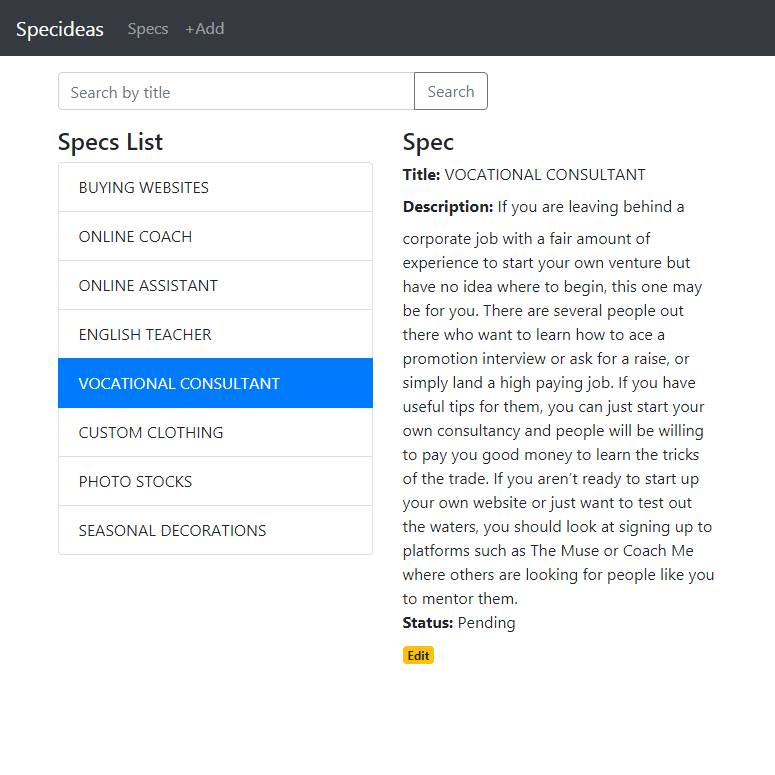 Specideas Specs +Add
Search by title Search
Specs List
BUYING WEBSITES
ONLINE COACH
ONLINE ASSISTANT
ENGLISH TEACHER
VOCATIONAL CONSULTANT
CUSTOM CLOTHING
PHOTO STOCKS
SEASONAL DECORATIONS
Spec
Title: VOCATIONAL CONSULTANT
Description: If you are leaving behind a
corporate job with a fair amount of
experience to start your own venture but
have no idea where to begin, this one may
be for you. There are several people out
there who want to learn how to ace a
promotion interview or ask for a raise, or
simply land a high paying job. If you have
useful tips for them, you can just start your
own consultancy and people will be willing
to pay you good money to learn the tricks
of the trade. If you aren’t ready to start up
your own website or just want to test out
the waters, you should look at signing up to
platforms such as The Muse or Coach Me
where others are looking for people like you
to mentor them.
Status: Pending
Edit